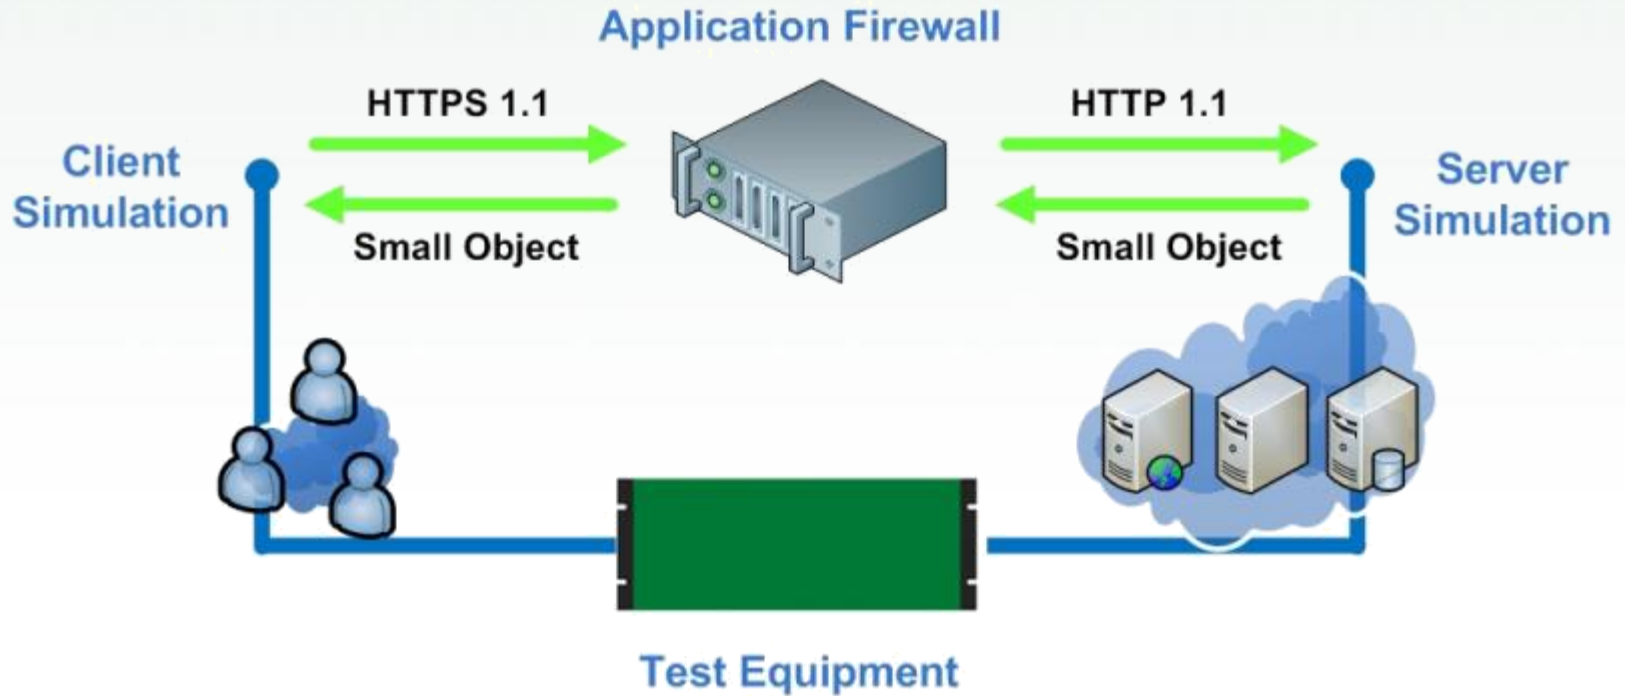 Application Firewall
HTTPS 1.1
HTTP 1.1
Client
Simulation
Server
Simulation
Small Object
Small Object
Test Equipment